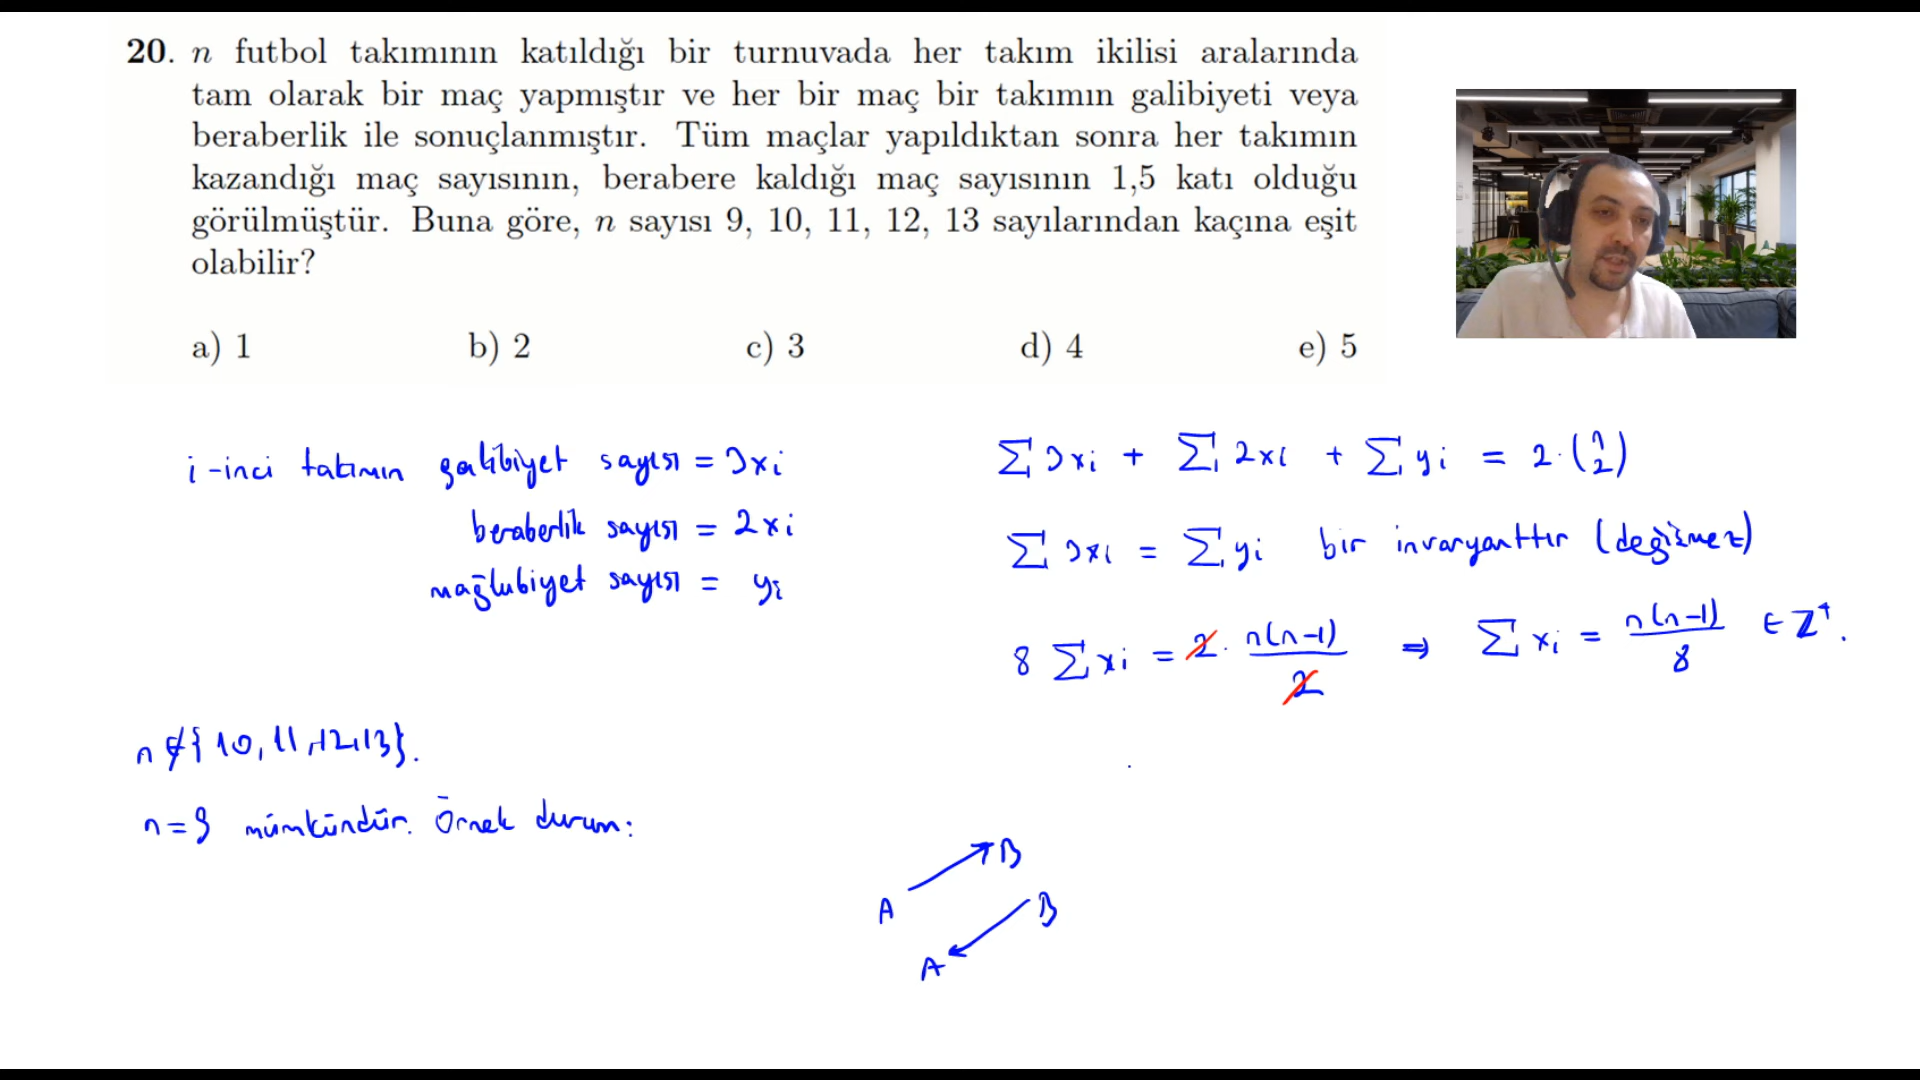 20. n futbol takımının katıldığı bir turnuvada her takım ikilisi aralarında
tam olarak bir maç yapmıştır ve her bir maç bir takımın galibiyeti veya
beraberlik ile sonuçlanmıştır. Tüm maçlar yapıldıktan sonra her takımın
kazandığı maç sayısının, berabere kaldığı maç sayısının 1,5 katı olduğu
görülmüştür. Buna göre, n sayısı 9, 10, 11, 12, 13 sayılarından kaçına eşit
olabilir?
a) 1 b) 2 c) 3 d) 4 e) 5
i-inci takımın galibiyet sayısı = 3xi
beraberlik sayısı = 2xi
mağlubiyet sayısı = yi
∑ 3xi + ∑ 2xi + ∑ yi = 2·(n 2)
∑ 3xi = ∑ yi bir invaryanttır (değişmez)
8 ∑ xi = 2 · n(n-1)/2 ⇒ ∑ xi = n(n-1)/8 ∈ Z⁺.
n ∉ {10, 11, 12, 13}.
n = 9 mümkündür. Örnek durum:
A → B
B → A